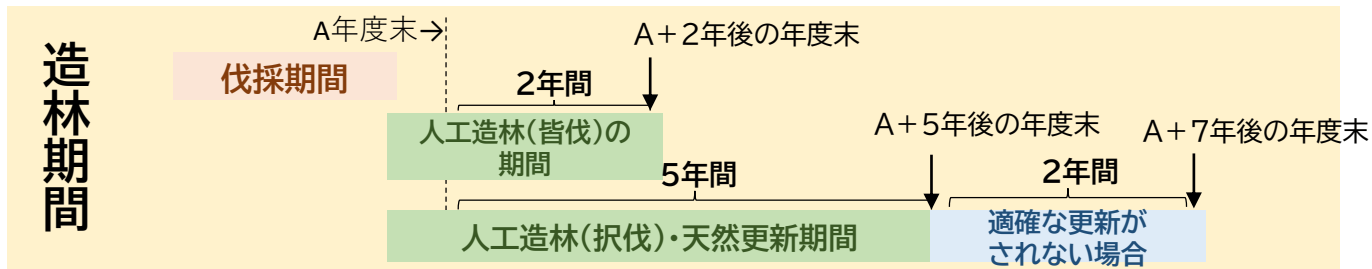 造林期間
A年度末→
A+2年後の年度末
伐採期間
2年間
人工造林(皆伐)の
期間
A+5年後の年度末
A+7年後の年度末
5年間
2年間
人工造林(択伐)・天然更新期間
適確な更新が
されない場合